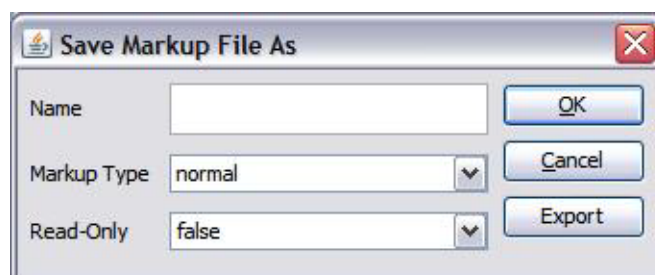 Save Markup File As
Name
OK
Markup Type
normal
Cancel
Read-Only
false
Export